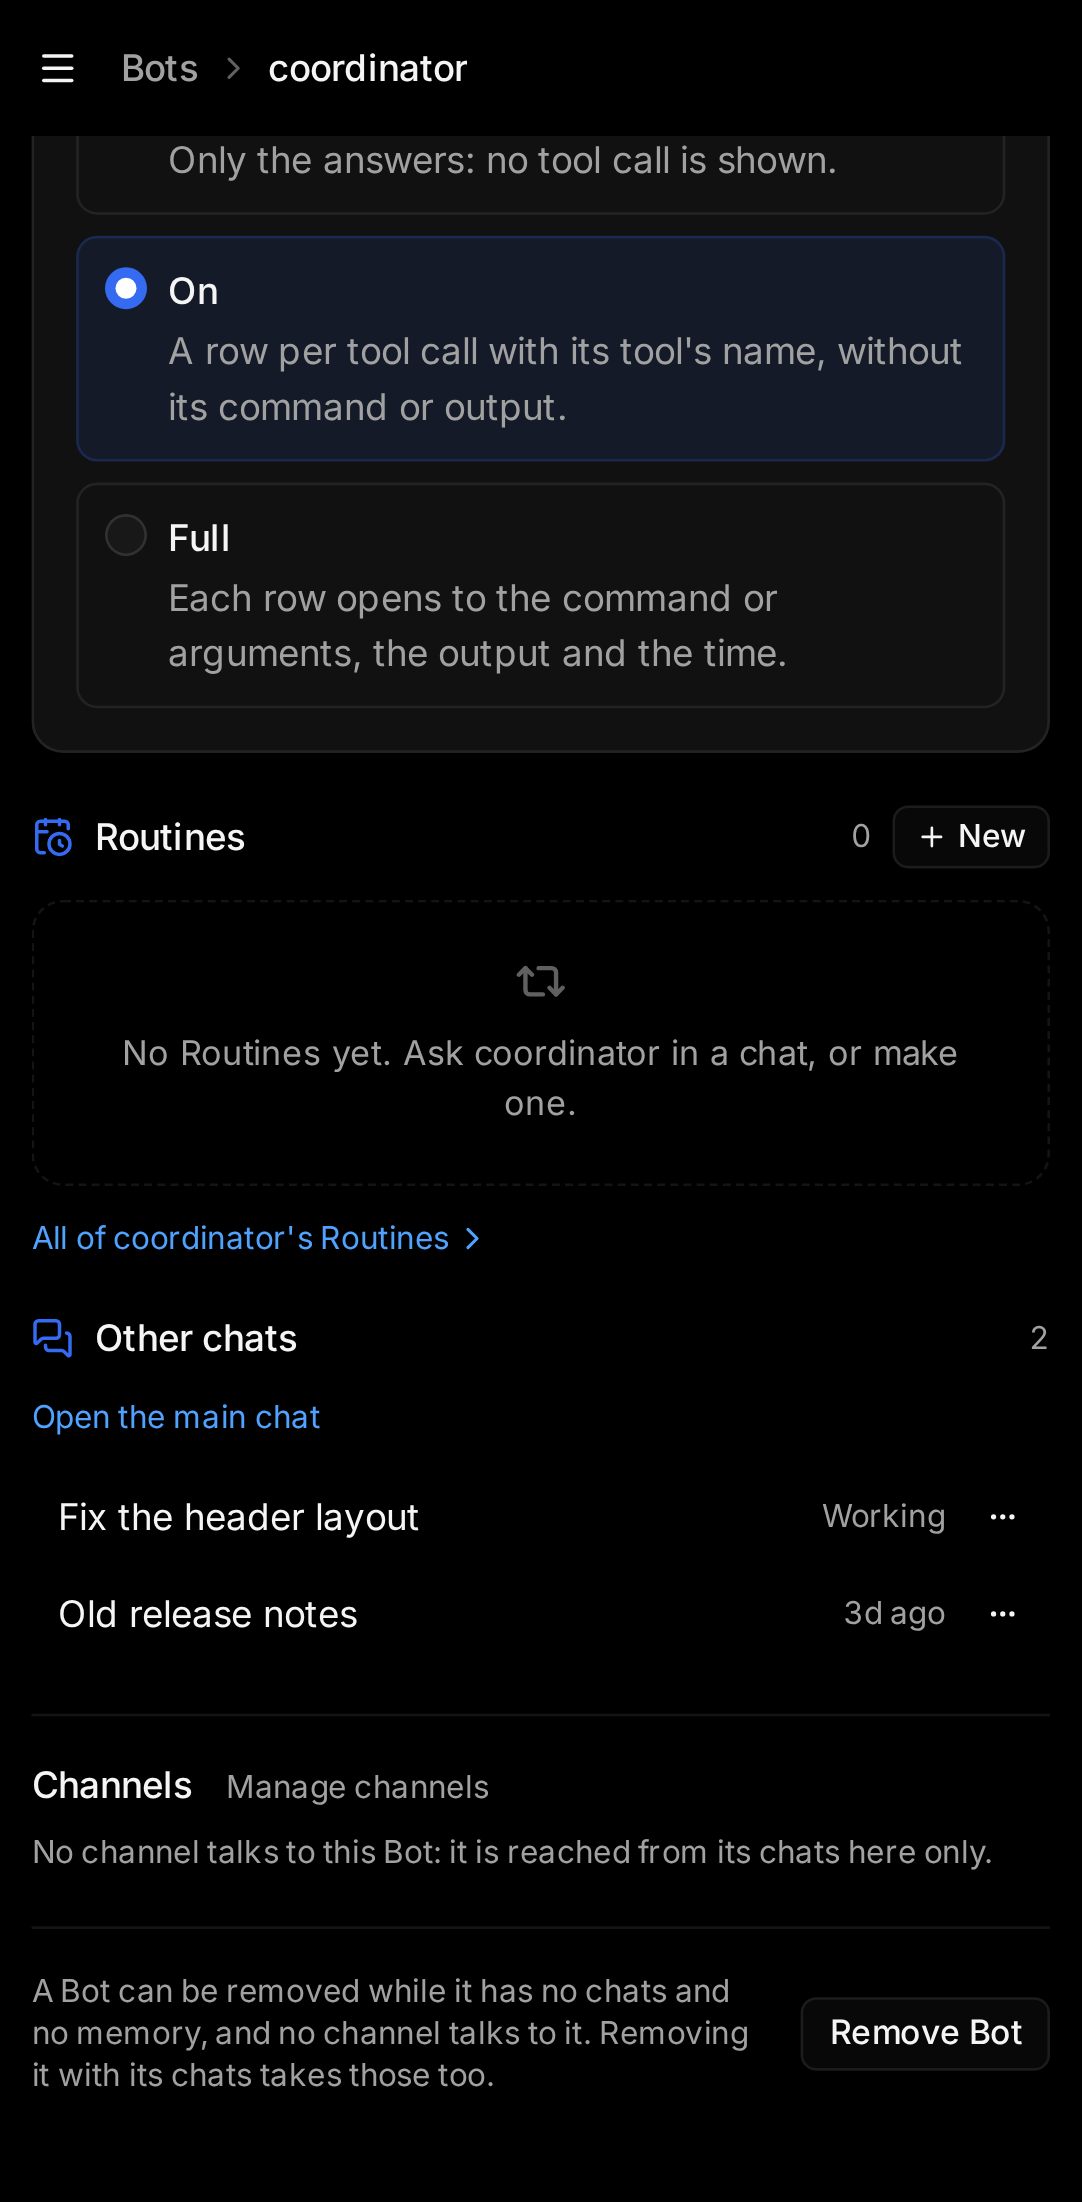 Bots > coordinator
Only the answers: no tool call is shown.
On
A row per tool call with its tool's name, without
its command or output.
Full
Each row opens to the command or
arguments, the output and the time.
Routines 0 + New
No Routines yet. Ask coordinator in a chat, or make
one.
All of coordinator's Routines >
Other chats 2
Open the main chat
Fix the header layout Working ...
Old release notes 3d ago ...
Channels Manage channels
No channel talks to this Bot: it is reached from its chats here only.
A Bot can be removed while it has no chats and
no memory, and no channel talks to it. Removing
it with its chats takes those too.
Remove Bot